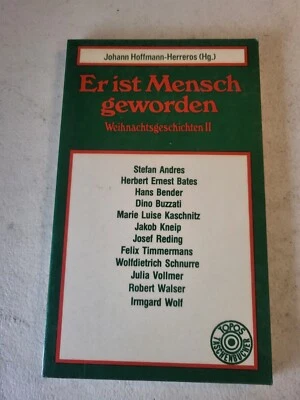 Johann Hoffmann-Herreros (Hg.)
Er ist Mensch
geworden
Weihnachtsgeschichten II
Stefan Andres
Herbert Ernest Bates
Hans Bender
Dino Buzzati
Marie Luise Kaschnitz
Jakob Kneip
Josef Reding
Felix Timmermans
Wolfdietrich Schnurre
Julia Vollmer
Robert Walser
Irmgard Wolf
TOPOS
TASCHENBÜCHER